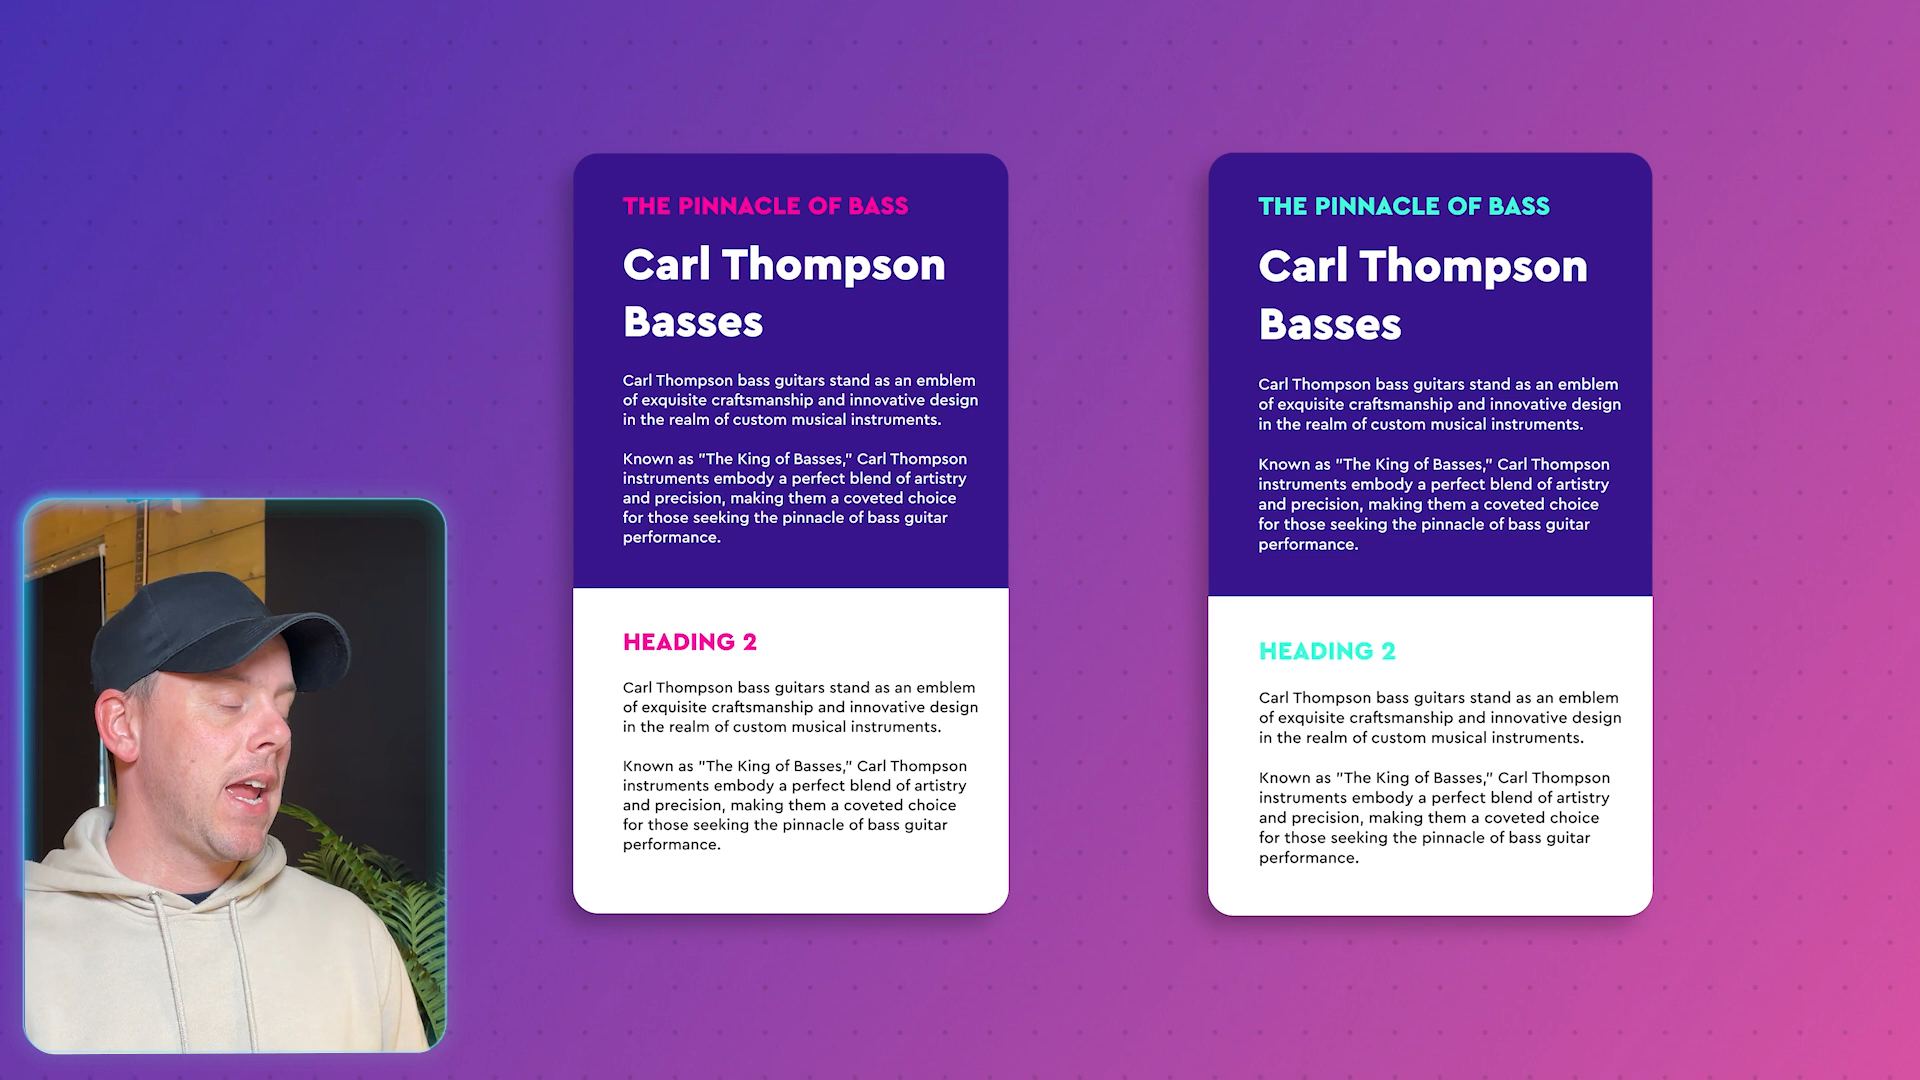 THE PINNACLE OF BASS
Carl Thompson
Basses
Carl Thompson bass guitars stand as an emblem
of exquisite craftsmanship and innovative design
in the realm of custom musical instruments.
Known as "The King of Basses," Carl Thompson
instruments embody a perfect blend of artistry
and precision, making them a coveted choice
for those seeking the pinnacle of bass guitar
performance.
HEADING 2
Carl Thompson bass guitars stand as an emblem
of exquisite craftsmanship and innovative design
in the realm of custom musical instruments.
Known as "The King of Basses," Carl Thompson
instruments embody a perfect blend of artistry
and precision, making them a coveted choice
for those seeking the pinnacle of bass guitar
performance.
THE PINNACLE OF BASS
Carl Thompson
Basses
Carl Thompson bass guitars stand as an emblem
of exquisite craftsmanship and innovative design
in the realm of custom musical instruments.
Known as "The King of Basses," Carl Thompson
instruments embody a perfect blend of artistry
and precision, making them a coveted choice
for those seeking the pinnacle of bass guitar
performance.
HEADING 2
Carl Thompson bass guitars stand as an emblem
of exquisite craftsmanship and innovative design
in the realm of custom musical instruments.
Known as "The King of Basses," Carl Thompson
instruments embody a perfect blend of artistry
and precision, making them a coveted choice
for those seeking the pinnacle of bass guitar
performance.